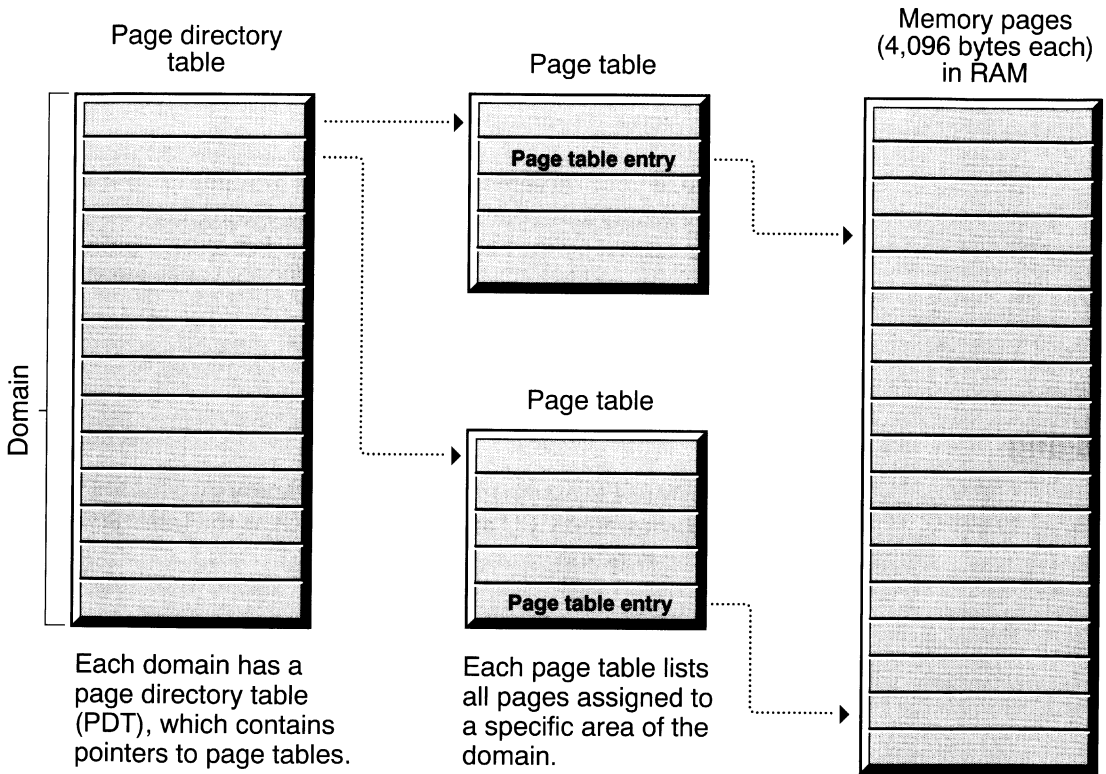 Page directory
table
Page table
Memory pages
(4,096 bytes each)
in RAM
Page table entry
Domain
Page table
Page table entry
Each domain has a
page directory table
(PDT), which contains
pointers to page tables.
Each page table lists
all pages assigned to
a specific area of the
domain.